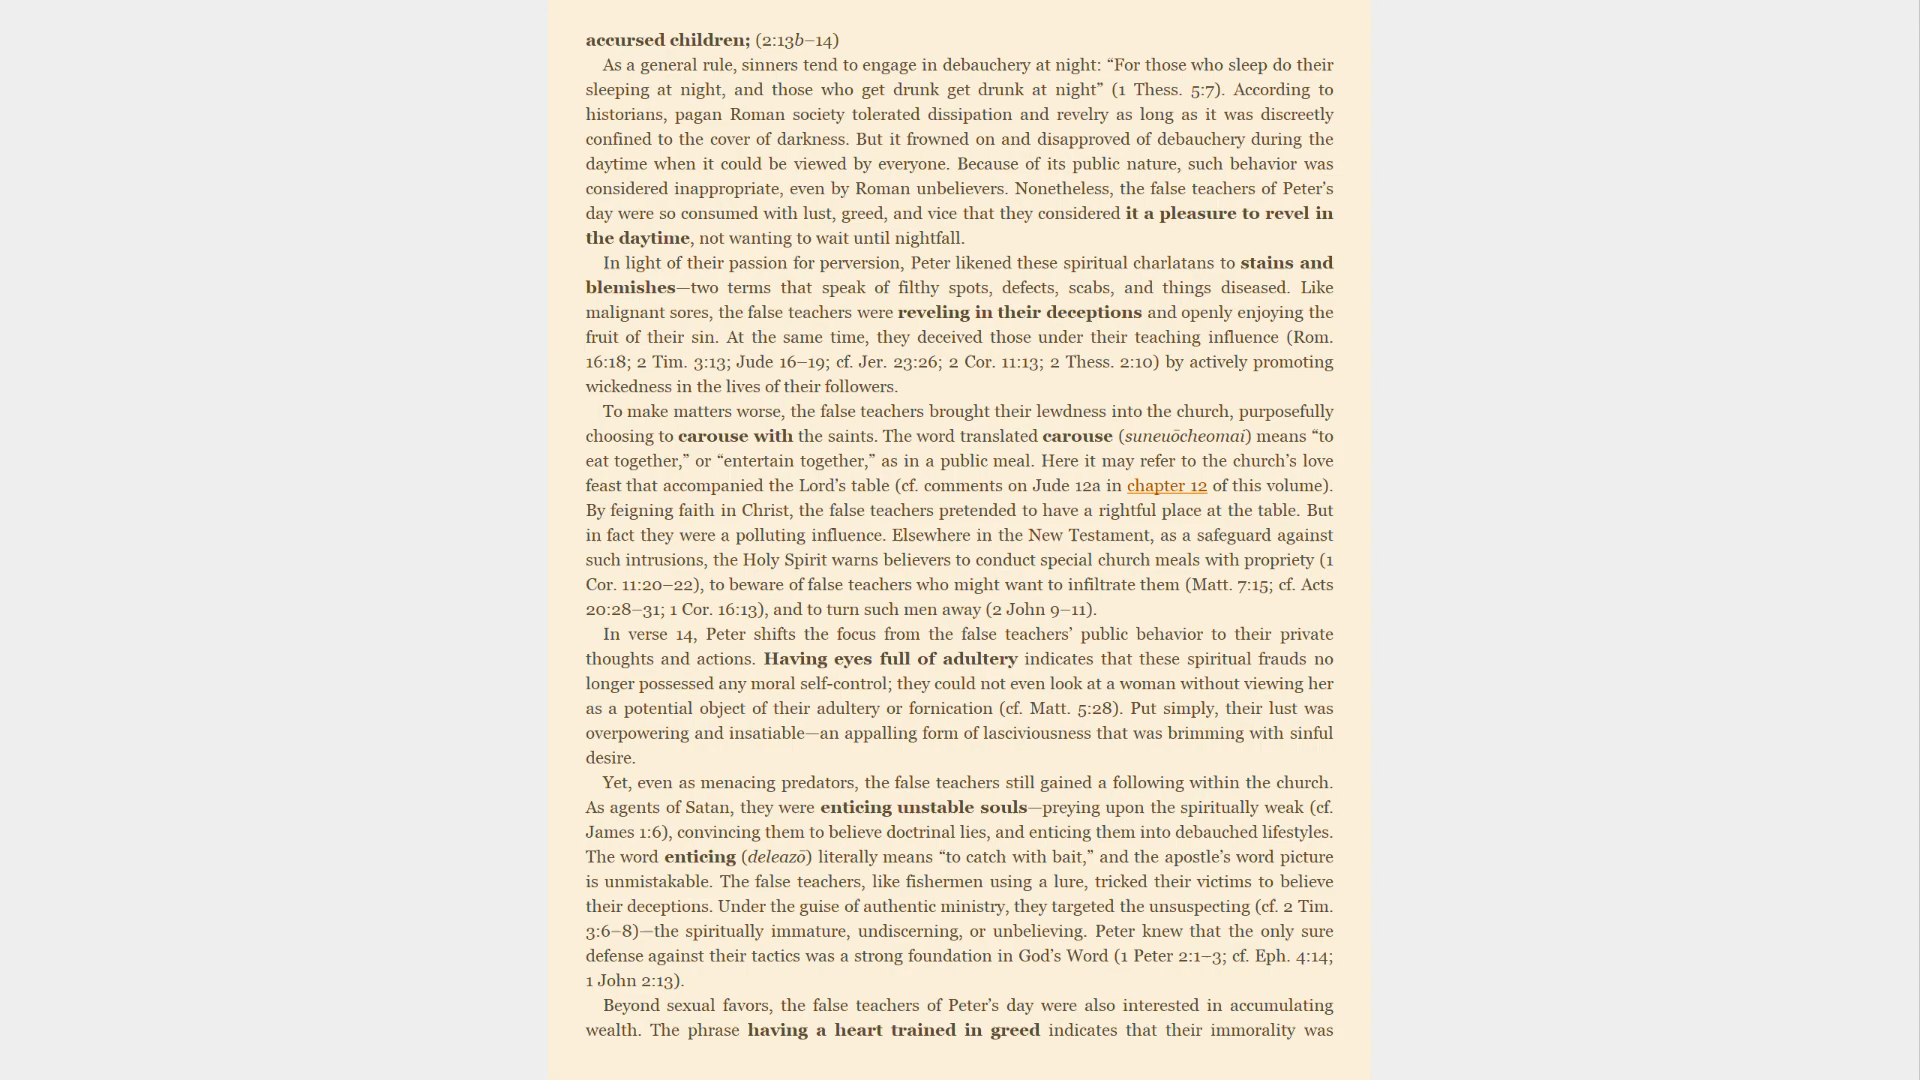 accursed children; (2:13b–14)
As a general rule, sinners tend to engage in debauchery at night: “For those who sleep do their
sleeping at night, and those who get drunk get drunk at night” (1 Thess. 5:7). According to
historians, pagan Roman society tolerated dissipation and revelry as long as it was discreetly
confined to the cover of darkness. But it frowned on and disapproved of debauchery during the
daytime when it could be viewed by everyone. Because of its public nature, such behavior was
considered inappropriate, even by Roman unbelievers. Nonetheless, the false teachers of Peter’s
day were so consumed with lust, greed, and vice that they considered it a pleasure to revel in
the daytime, not wanting to wait until nightfall.
In light of their passion for perversion, Peter likened these spiritual charlatans to stains and
blemishes—two terms that speak of filthy spots, defects, scabs, and things diseased. Like
malignant sores, the false teachers were reveling in their deceptions and openly enjoying the
fruit of their sin. At the same time, they deceived those under their teaching influence (Rom.
16:18; 2 Tim. 3:13; Jude 16–19; cf. Jer. 23:26; 2 Cor. 11:13; 2 Thess. 2:10) by actively promoting
wickedness in the lives of their followers.
To make matters worse, the false teachers brought their lewdness into the church, purposefully
choosing to carouse with the saints. The word translated carouse (suneuōcheomai) means “to
eat together,” or “entertain together,” as in a public meal. Here it may refer to the church’s love
feast that accompanied the Lord’s table (cf. comments on Jude 12a in chapter 12 of this volume).
By feigning faith in Christ, the false teachers pretended to have a rightful place at the table. But
in fact they were a polluting influence. Elsewhere in the New Testament, as a safeguard against
such intrusions, the Holy Spirit warns believers to conduct special church meals with propriety (1
Cor. 11:20–22), to beware of false teachers who might want to infiltrate them (Matt. 7:15; cf. Acts
20:28–31; 1 Cor. 16:13), and to turn such men away (2 John 9–11).
In verse 14, Peter shifts the focus from the false teachers’ public behavior to their private
thoughts and actions. Having eyes full of adultery indicates that these spiritual frauds no
longer possessed any moral self-control; they could not even look at a woman without viewing her
as a potential object of their adultery or fornication (cf. Matt. 5:28). Put simply, their lust was
overpowering and insatiable—an appalling form of lasciviousness that was brimming with sinful
desire.
Yet, even as menacing predators, the false teachers still gained a following within the church.
As agents of Satan, they were enticing unstable souls—preying upon the spiritually weak (cf.
James 1:6), convincing them to believe doctrinal lies, and enticing them into debauched lifestyles.
The word enticing (deleazō) literally means “to catch with bait,” and the apostle’s word picture
is unmistakable. The false teachers, like fishermen using a lure, tricked their victims to believe
their deceptions. Under the guise of authentic ministry, they targeted the unsuspecting (cf. 2 Tim.
3:6–8)—the spiritually immature, undiscerning, or unbelieving. Peter knew that the only sure
defense against their tactics was a strong foundation in God’s Word (1 Peter 2:1–3; cf. Eph. 4:14;
1 John 2:13).
Beyond sexual favors, the false teachers of Peter’s day were also interested in accumulating
wealth. The phrase having a heart trained in greed indicates that their immorality was